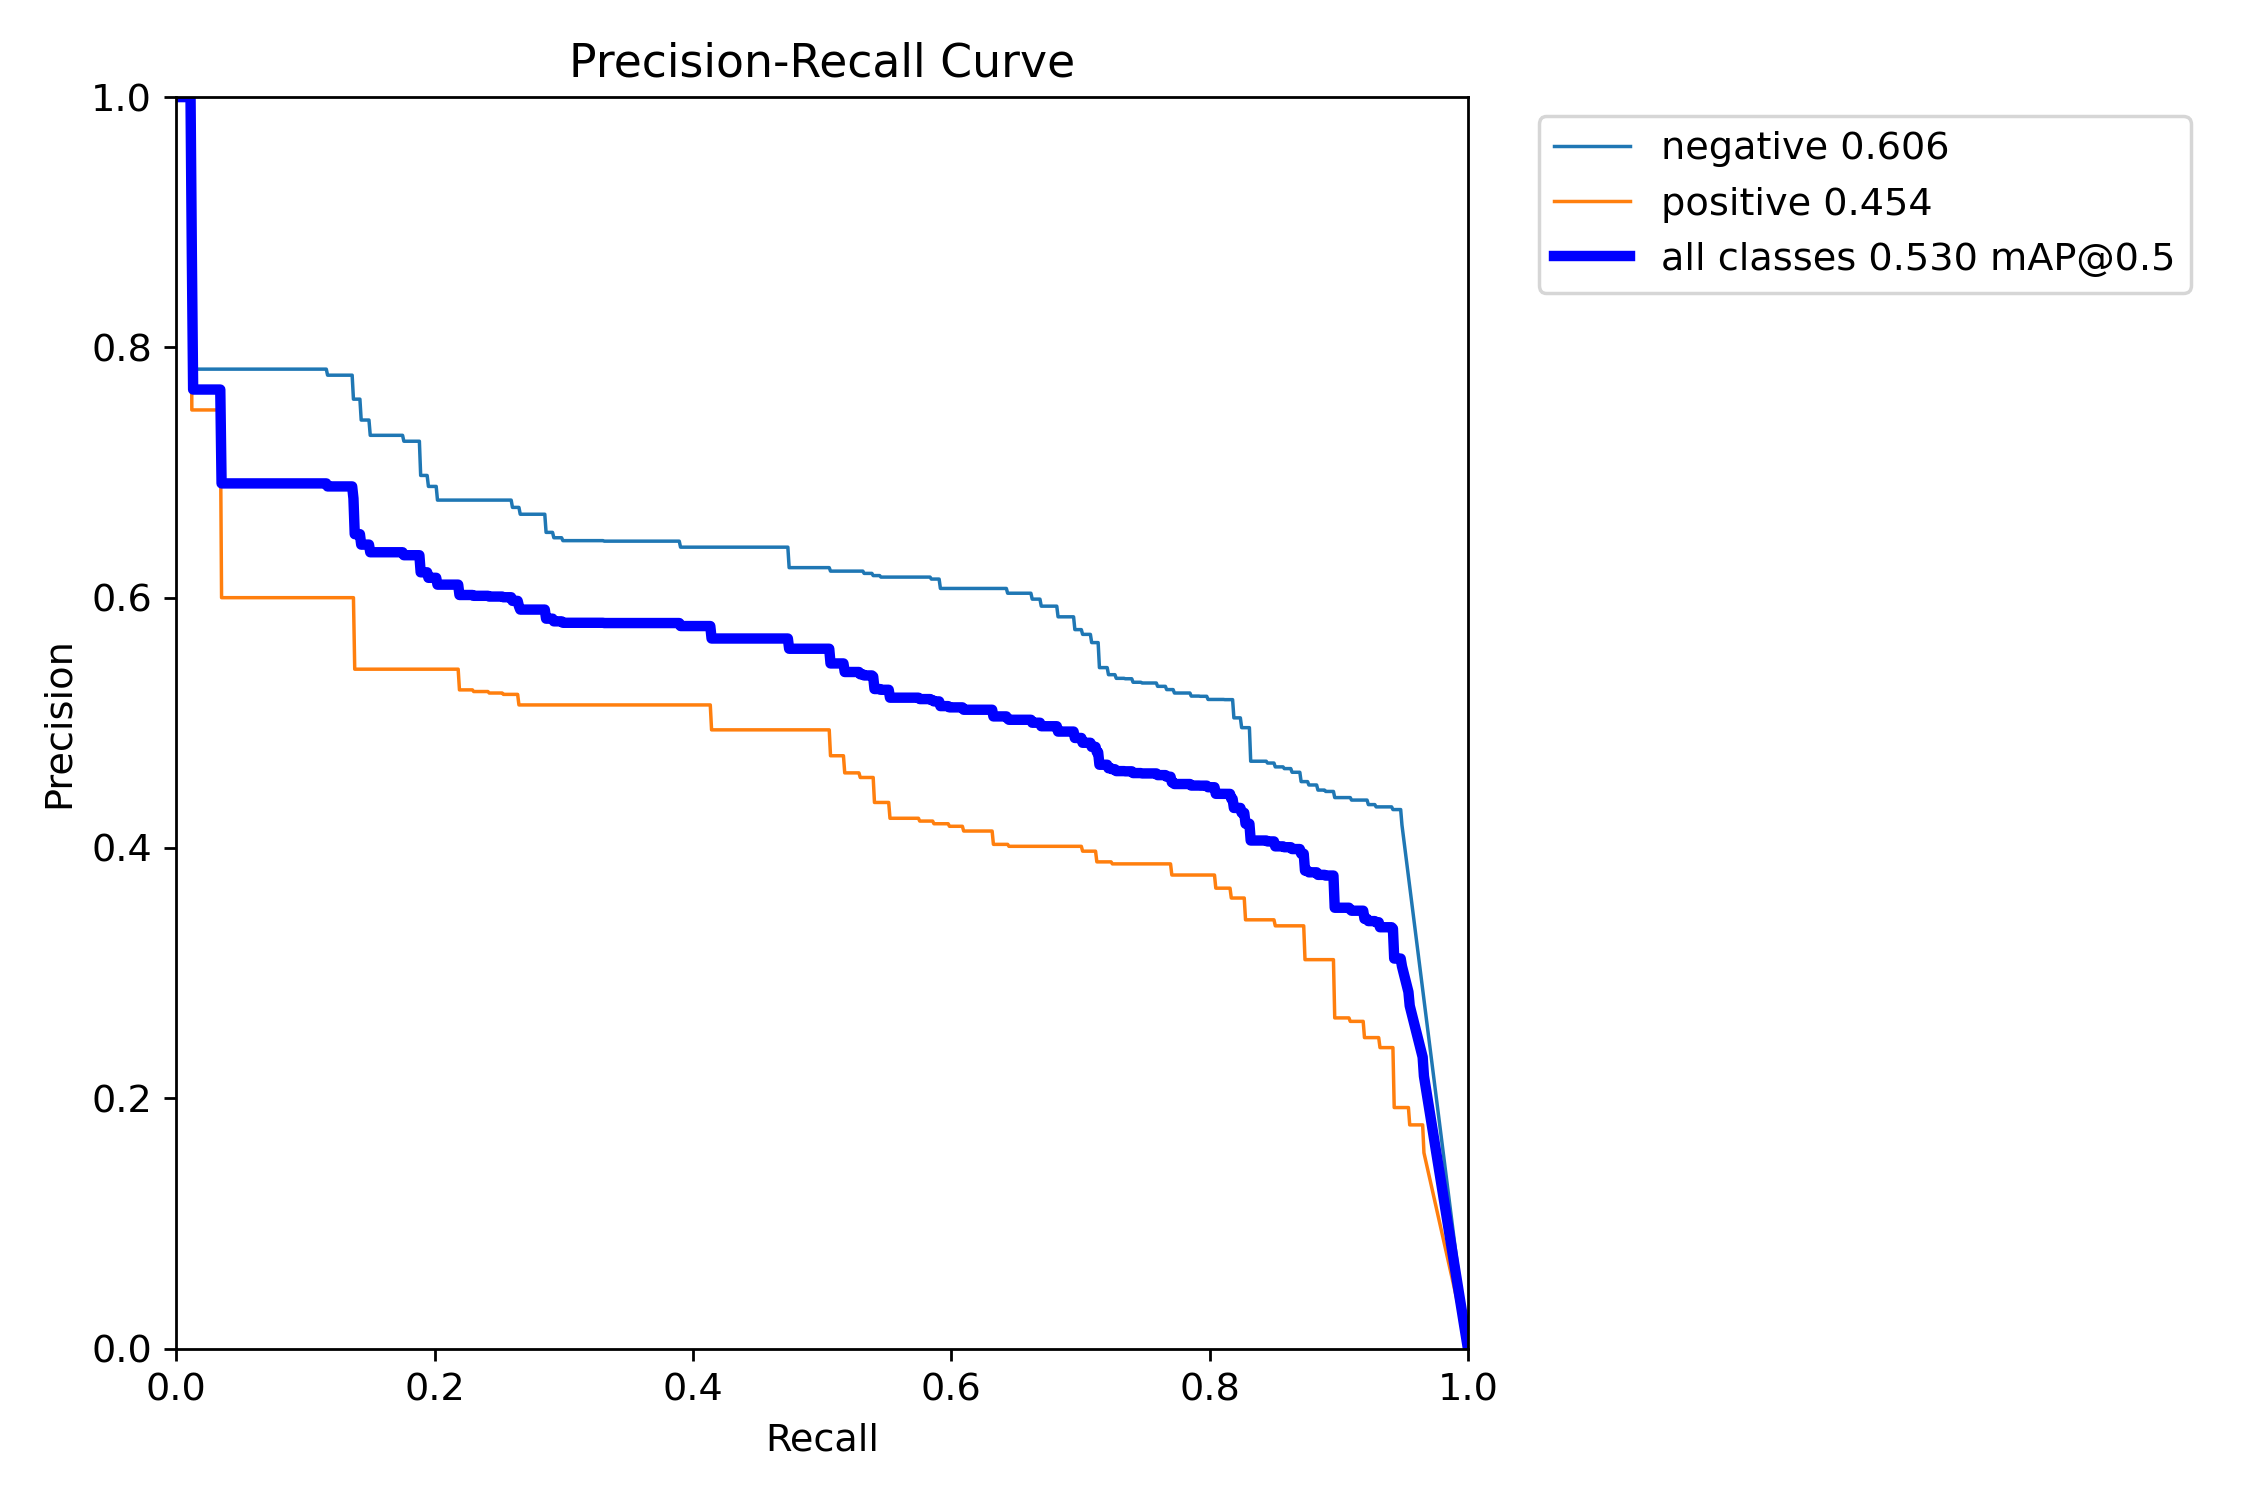 Precision-Recall Curve
1.0
0.8
0.6
0.4
0.2
0.0
Precision
0.0 0.2 0.4 0.6 0.8 1.0
Recall
negative 0.606
positive 0.454
all classes 0.530 mAP@0.5